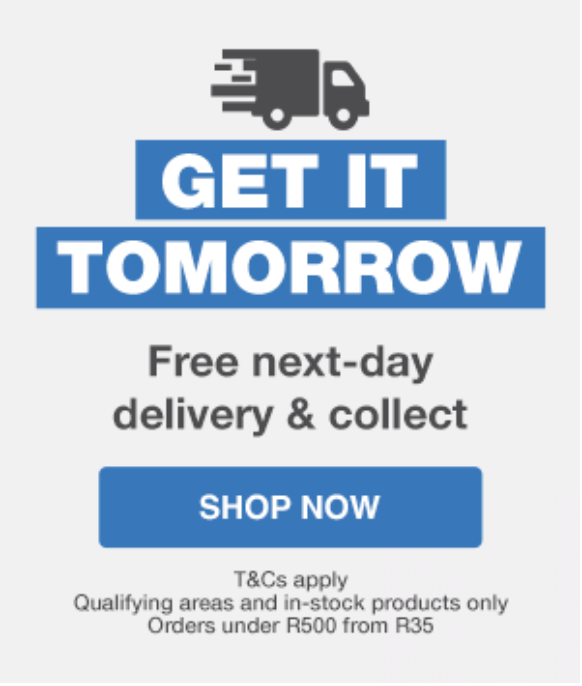 GET IT
TOMORROW
Free next-day
delivery & collect
SHOP NOW
T&Cs apply
Qualifying areas and in-stock products only
Orders under R500 from R35